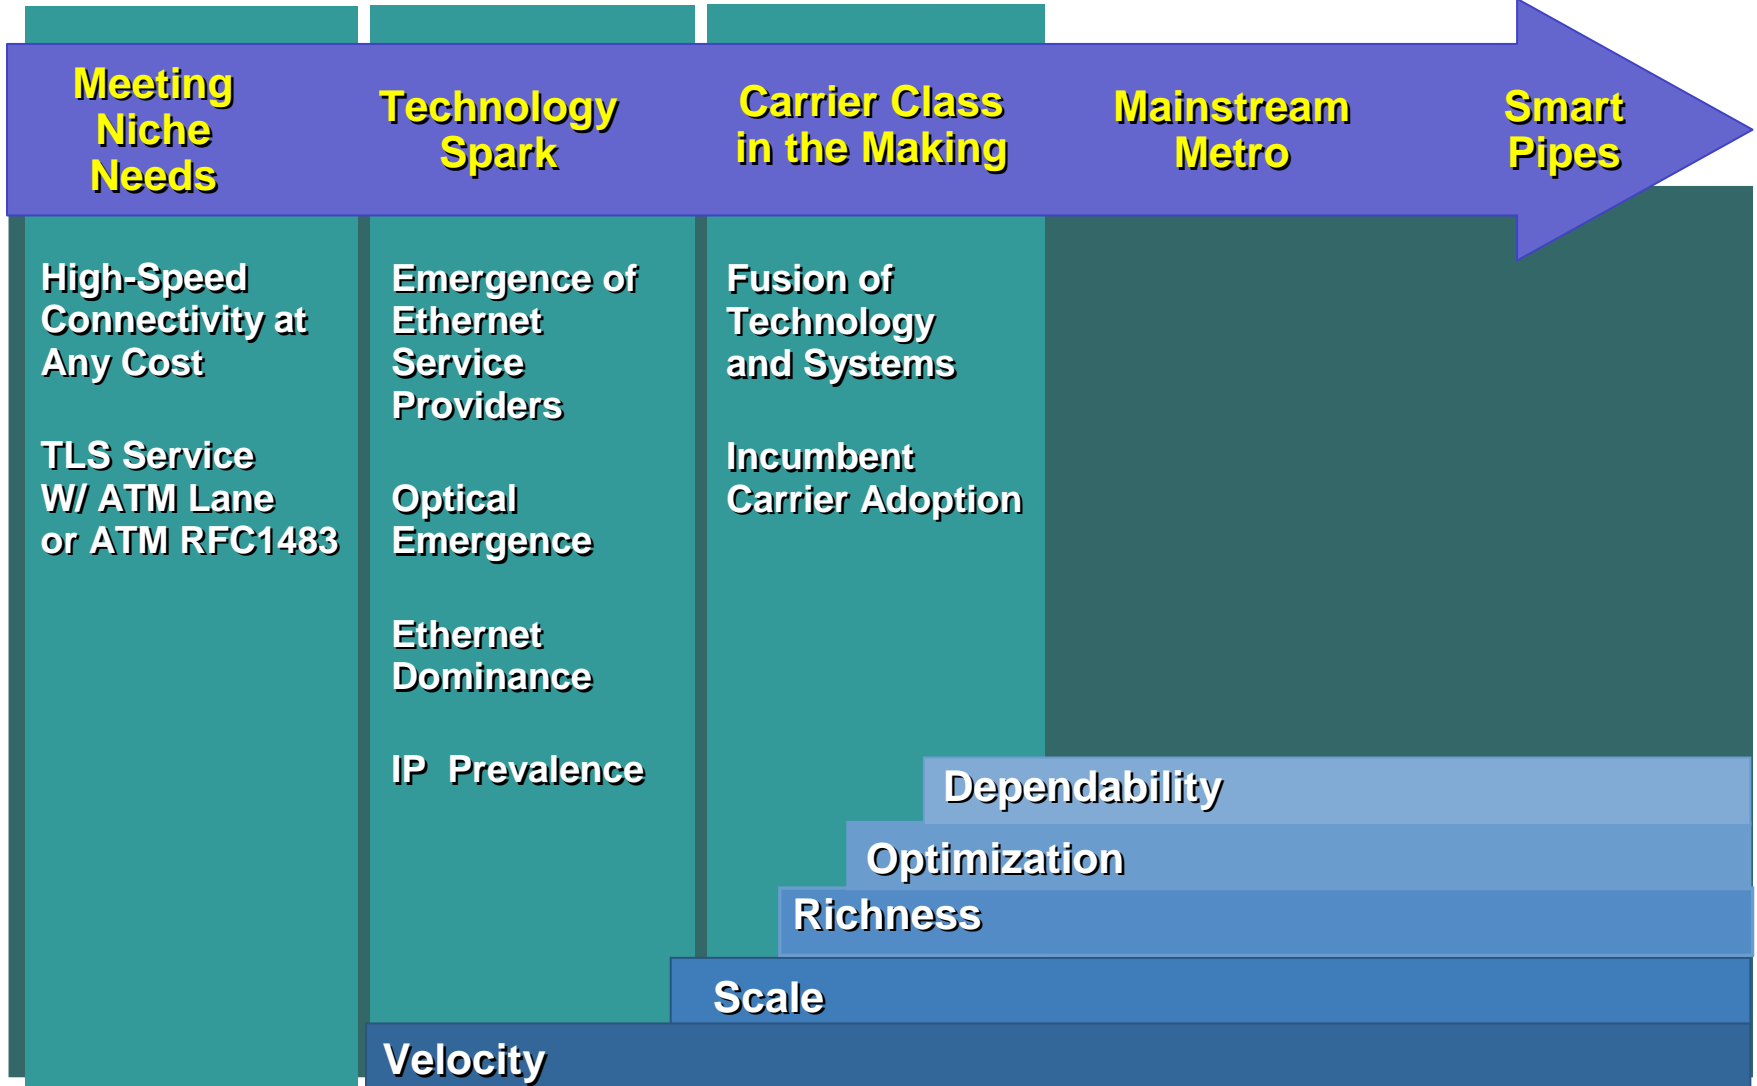 Meeting
Niche
Needs
Technology
Spark
Carrier Class
in the Making
Mainstream
Metro
Smart
Pipes
High-Speed
Connectivity at
Any Cost
TLS Service
W/ ATM Lane
or ATM RFC1483
Emergence of
Ethernet
Service
Providers
Optical
Emergence
Ethernet
Dominance
IP Prevalence
Fusion of
Technology
and Systems
Incumbent
Carrier Adoption
Dependability
Optimization
Richness
Scale
Velocity